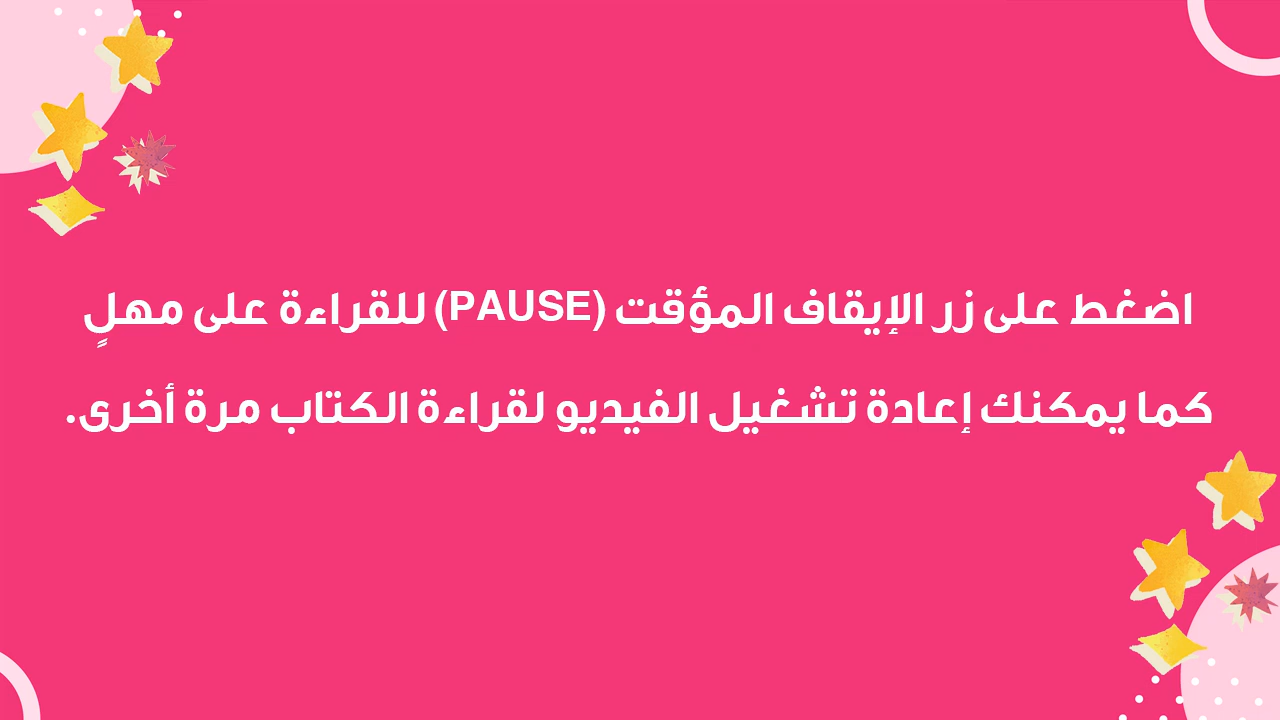 اضغط على زر الإيقاف المؤقت (PAUSE) للقراءة على مهلٍ
كما يمكنك إعادة تشغيل الفيديو لقراءة الكتاب مرة أخرى.